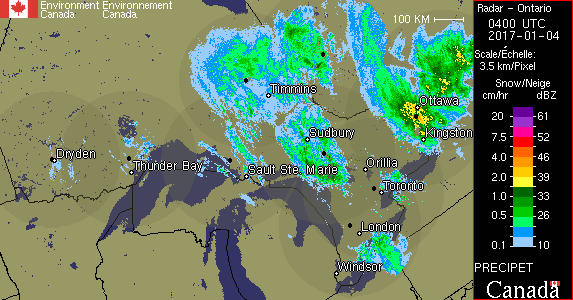 Environment Environnement
Canada Canada
100 KM
Timmins
Ottawa
Sudbury
Kingston
Dryden
Thunder Bay
Sault Ste. Marie
Orillia
Toronto
London
Windsor
Radar - Ontario
0400 UTC
2017-01-04
Scale/Échelle:
3.5 km/Pixel
Snow/Neige
cm/hr dBZ
20 61
7.5 57
5.5 52
4.0 46
2.0 39
1.0 33
0.5 26
0.1 10
PRECIPET
Canada